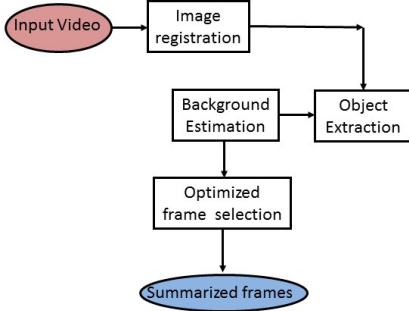 Input Video
Image
registration
Background
Estimation
Object
Extraction
Optimized
frame selection
Summarized frames